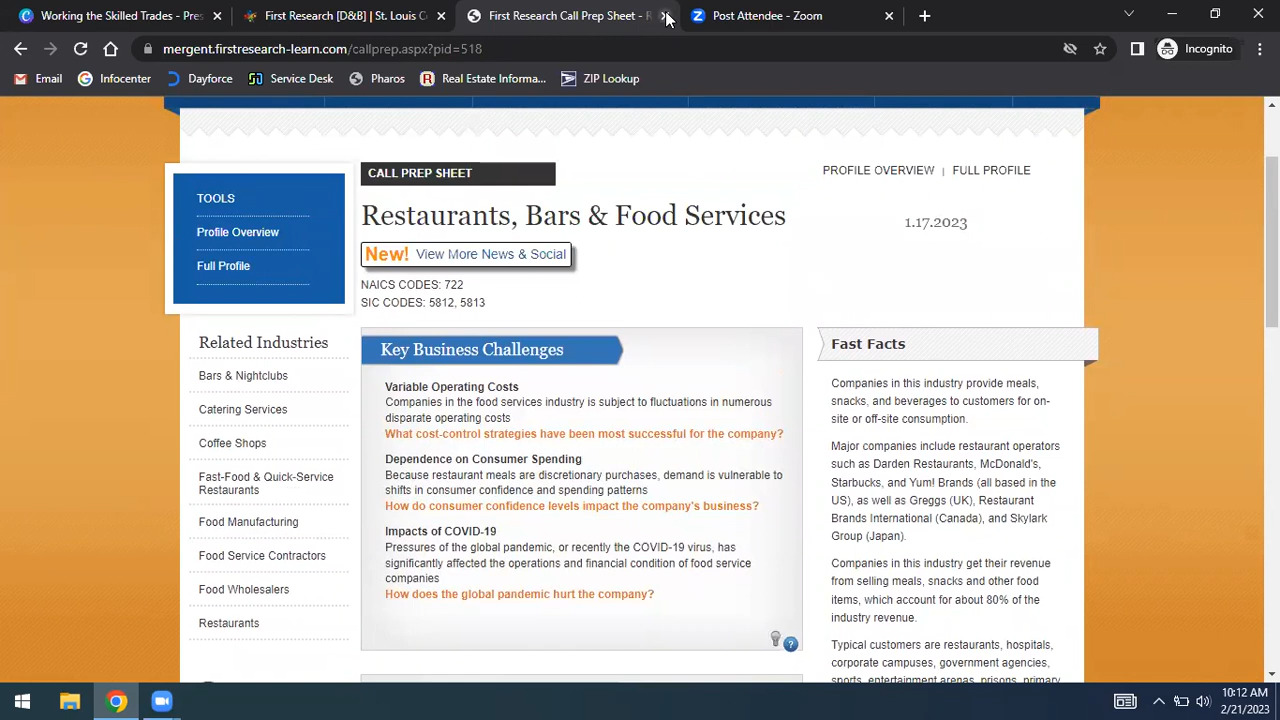 Working the Skilled Trades - Pres
First Research [D&B] | St. Louis C
First Research Call Prep Sheet - R
Post Attendee - Zoom
mergent.firstresearch-learn.com/callprep.aspx?pid=518
Incognito
Email
Infocenter
Dayforce
Service Desk
Pharos
Real Estate Informa...
ZIP Lookup
TOOLS
Profile Overview
Full Profile
CALL PREP SHEET
PROFILE OVERVIEW | FULL PROFILE
Restaurants, Bars & Food Services
1.17.2023
New! View More News & Social
NAICS CODES: 722
SIC CODES: 5812, 5813
Related Industries
Bars & Nightclubs
Catering Services
Coffee Shops
Fast-Food & Quick-Service
Restaurants
Food Manufacturing
Food Service Contractors
Food Wholesalers
Restaurants
Key Business Challenges
Variable Operating Costs
Companies in the food services industry is subject to fluctuations in numerous
disparate operating costs
What cost-control strategies have been most successful for the company?
Dependence on Consumer Spending
Because restaurant meals are discretionary purchases, demand is vulnerable to
shifts in consumer confidence and spending patterns
How do consumer confidence levels impact the company's business?
Impacts of COVID-19
Pressures of the global pandemic, or recently the COVID-19 virus, has
significantly affected the operations and financial condition of food service
companies
How does the global pandemic hurt the company?
Fast Facts
Companies in this industry provide meals,
snacks, and beverages to customers for on-
site or off-site consumption.
Major companies include restaurant operators
such as Darden Restaurants, McDonald's,
Starbucks, and Yum! Brands (all based in the
US), as well as Greggs (UK), Restaurant
Brands International (Canada), and Skylark
Group (Japan).
Companies in this industry get their revenue
from selling meals, snacks and other food
items, which account for about 80% of the
industry revenue.
Typical customers are restaurants, hospitals,
corporate campuses, government agencies,
sports, entertainment arenas, prisons, primary
10:12 AM
2/21/2023